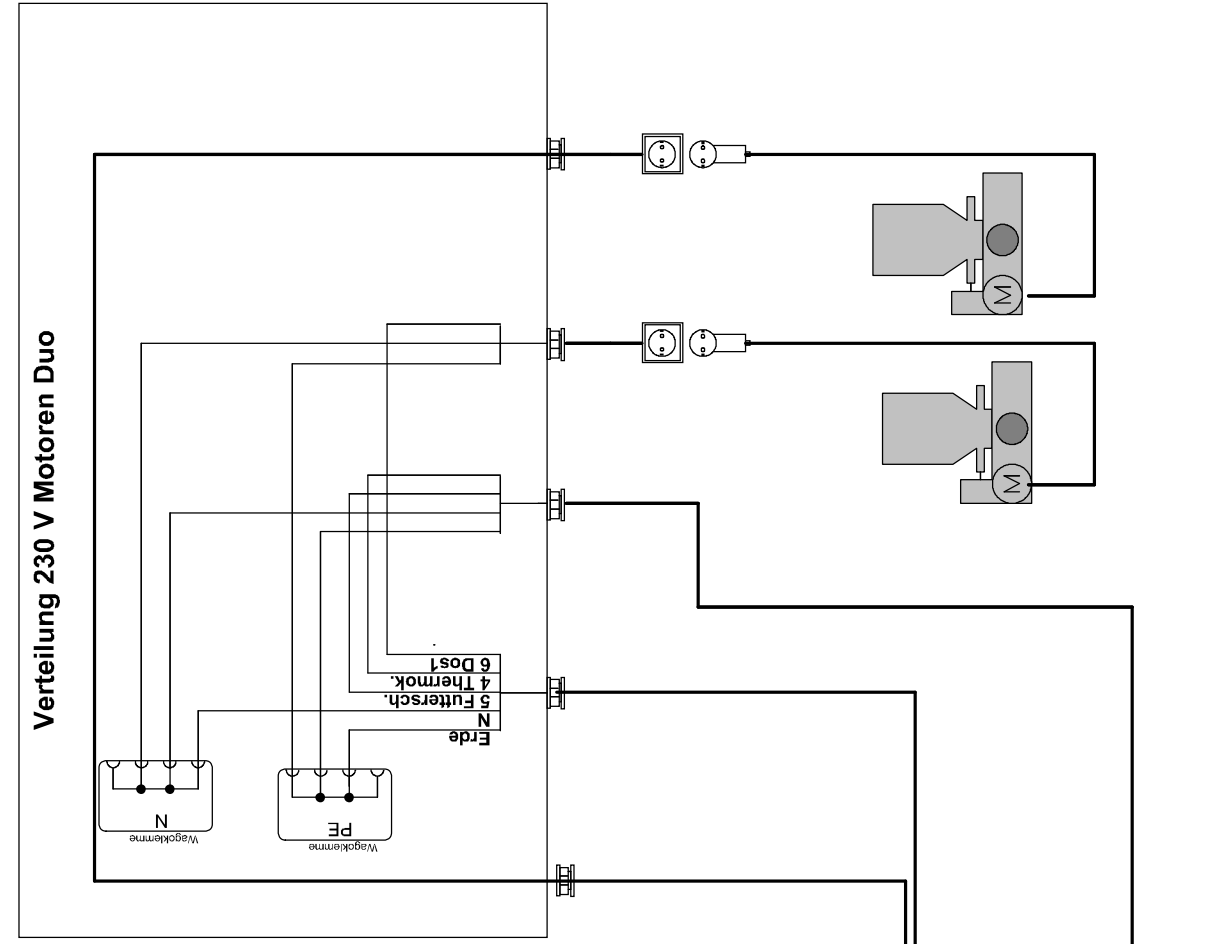 Verteilung 230 V Motoren Duo
M
M
6 Dos1
4 Thermok.
5 Futtersch.
N
Erde
N
Wagoklemme
PE
Wagoklemme